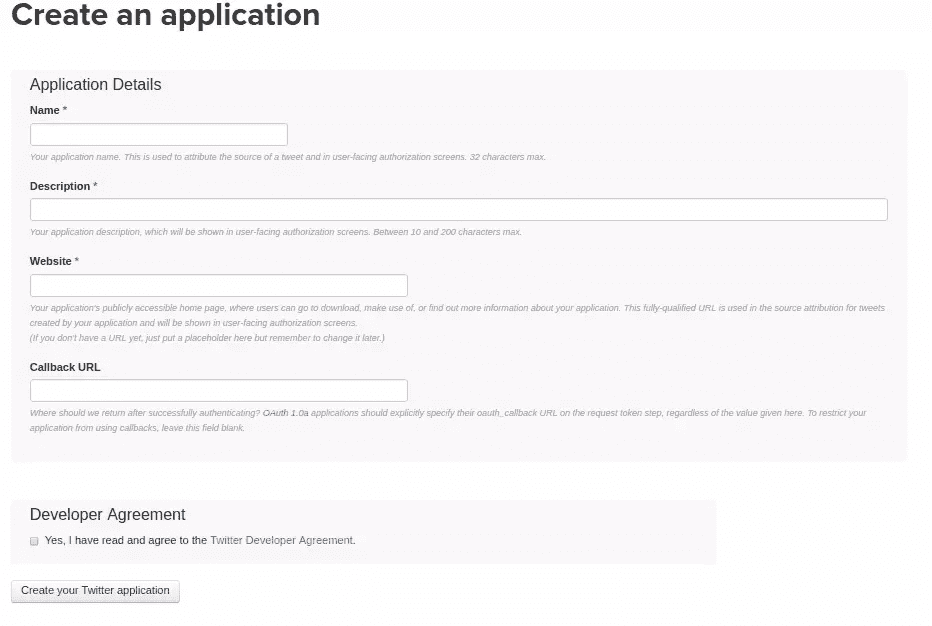 Create an application
Application Details
Name *
Your application name. This is used to attribute the source of a tweet and in user-facing authorization screens. 32 characters max.
Description *
Your application description, which will be shown in user-facing authorization screens. Between 10 and 200 characters max.
Website *
Your application's publicly accessible home page, where users can go to download, make use of, or find out more information about your application. This fully-qualified URL is used in the source attribution for tweets
created by your application and will be shown in user-facing authorization screens.
(If you don't have a URL yet, just put a placeholder here but remember to change it later.)
Callback URL
Where should we return after successfully authenticating? OAuth 1.0a applications should explicitly specify their oauth_callback URL on the request token step, regardless of the value given here. To restrict your
application from using callbacks, leave this field blank.
Developer Agreement
Yes, I have read and agree to the Twitter Developer Agreement.
Create your Twitter application